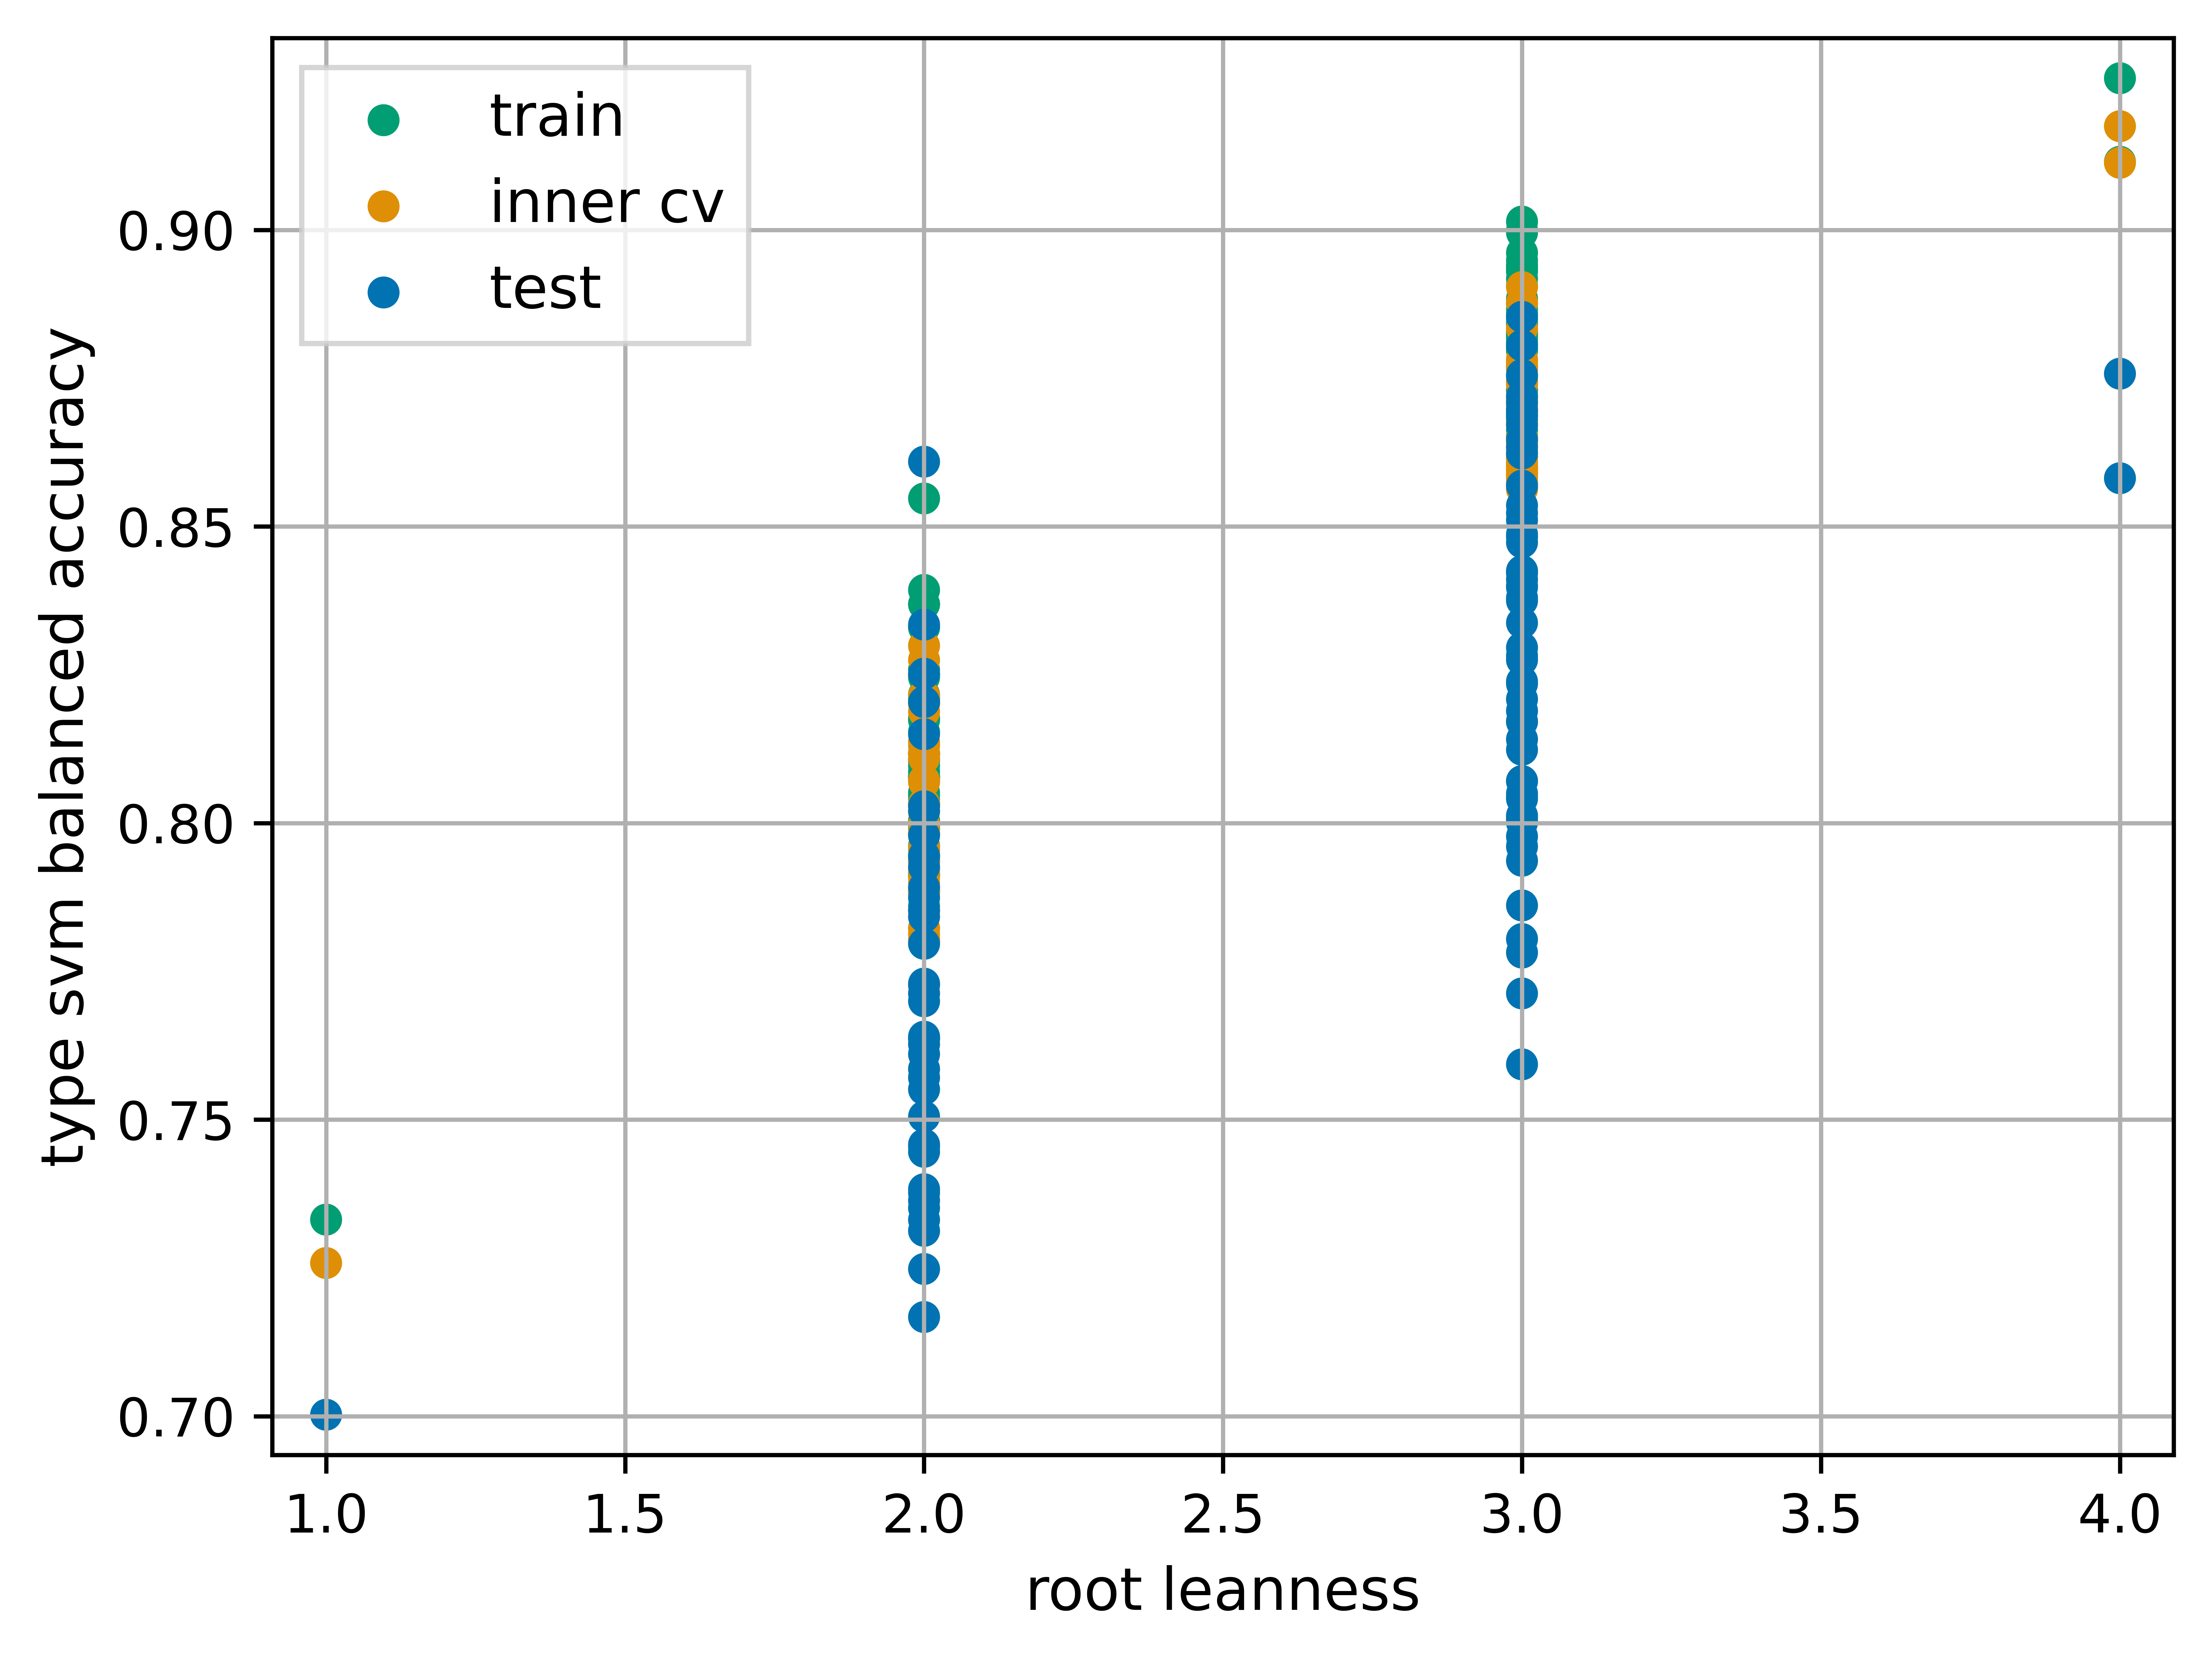 train
inner cv
test
0.90
0.85
0.80
0.75
0.70
type svm balanced accuracy
1.0
1.5
2.0
2.5
3.0
3.5
4.0
root leanness